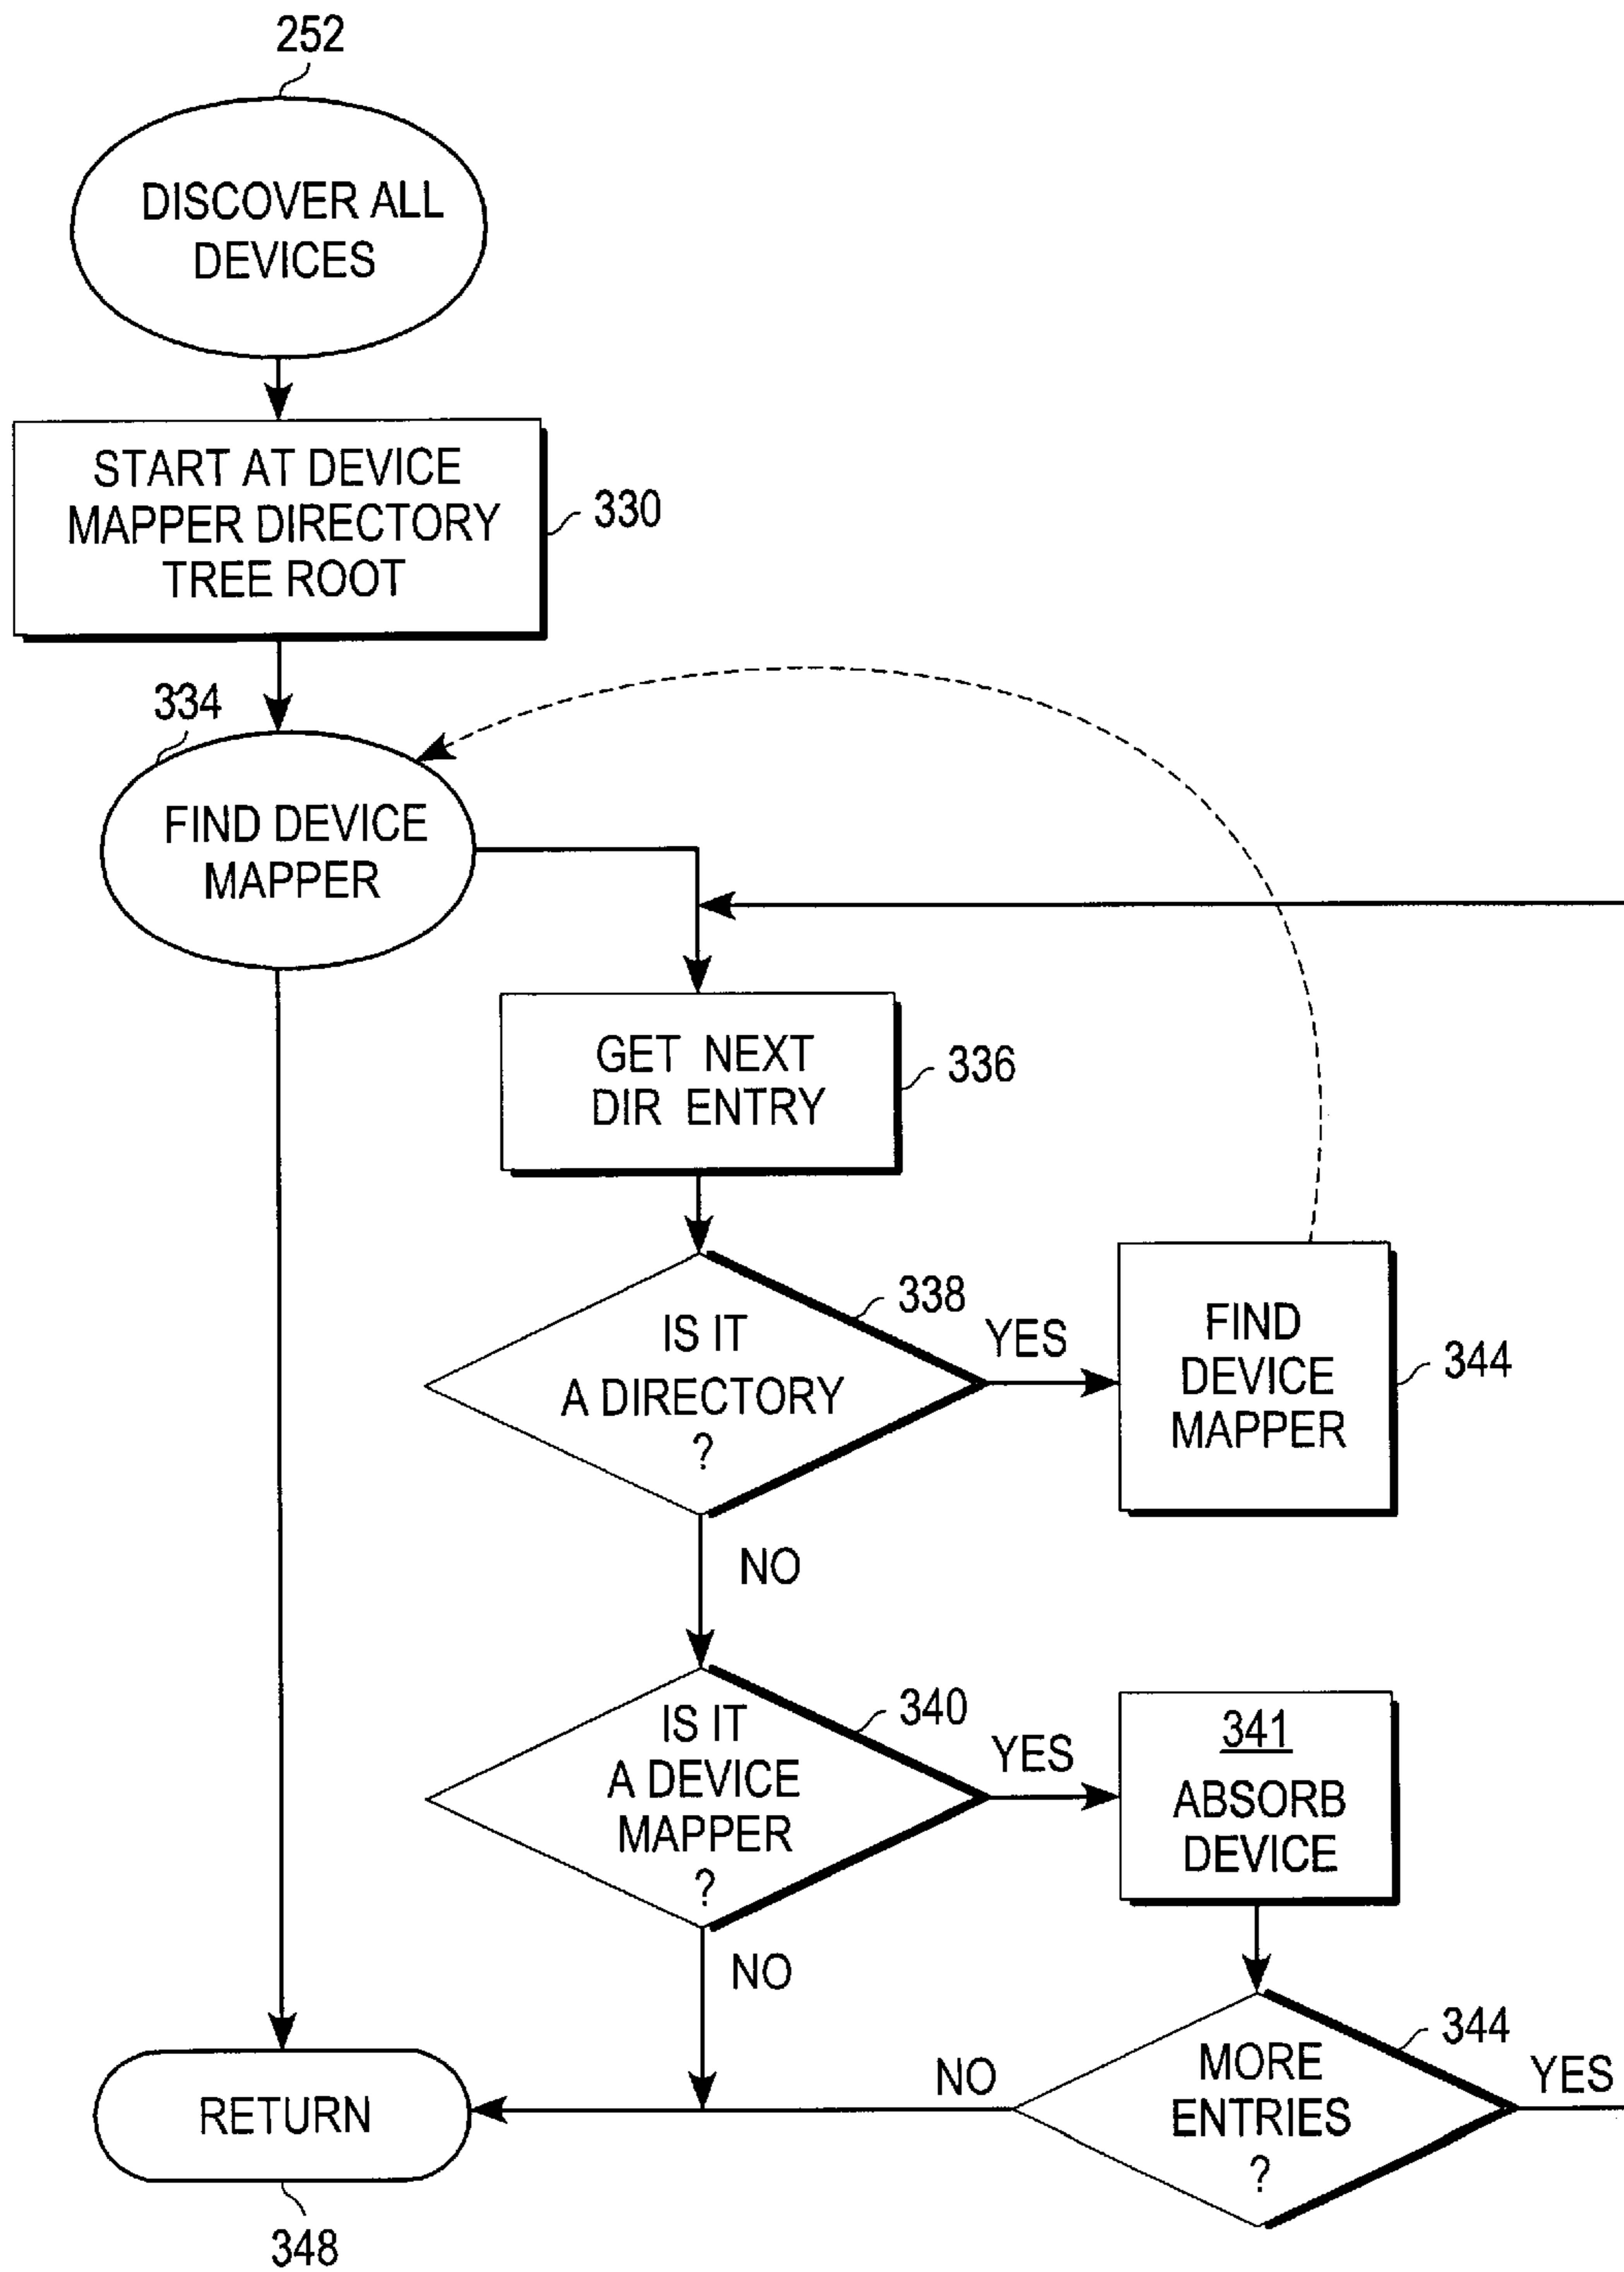 252
DISCOVER ALL
DEVICES
START AT DEVICE
MAPPER DIRECTORY
TREE ROOT
330
334
FIND DEVICE
MAPPER
GET NEXT
DIR ENTRY
336
IS IT
A DIRECTORY
?
338
YES
FIND
DEVICE
MAPPER
344
NO
IS IT
A DEVICE
MAPPER
?
340
YES
341
ABSORB
DEVICE
NO
MORE
ENTRIES
?
344
YES
NO
RETURN
348